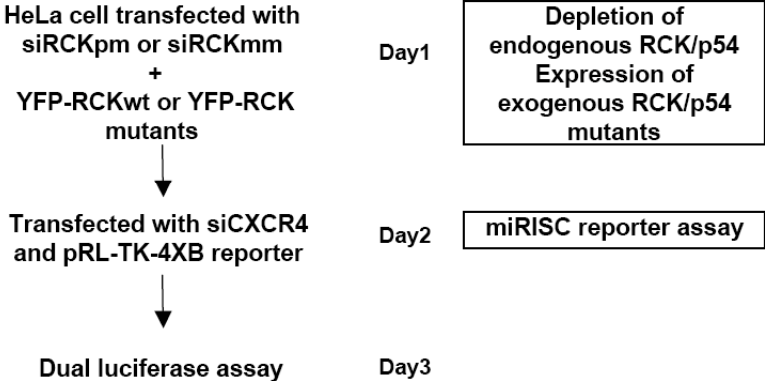 HeLa cell transfected with
siRCKpm or siRCKmm
+
YFP-RCKwt or YFP-RCK
mutants
Day1
Depletion of
endogenous RCK/p54
Expression of
exogenous RCK/p54
mutants
Transfected with siCXCR4
and pRL-TK-4XB reporter
Day2
miRISC reporter assay
Dual luciferase assay
Day3